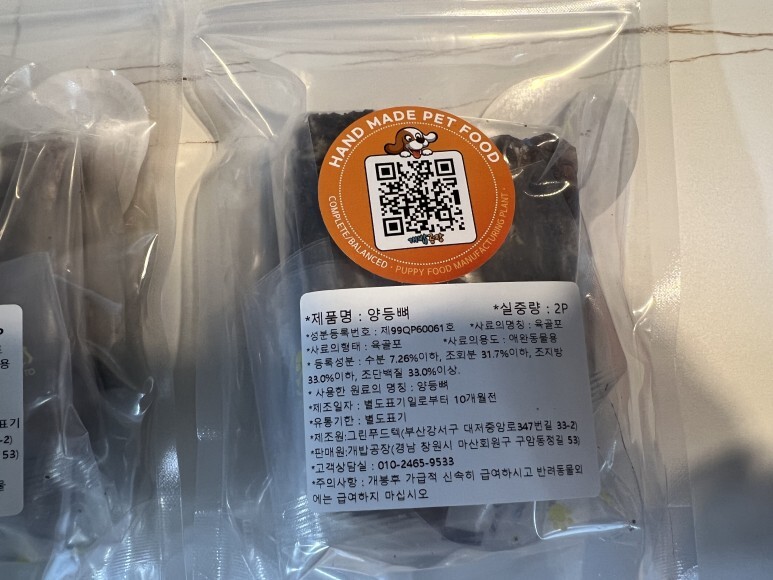 HAND MADE PET FOOD
개밥공장
COMPLETE/BALANCED · PUPPY FOOD MANUFACTURING PLANT ·
*제품명 : 양등뼈 *실중량 : 2P
*성분등록번호 : 제99QP60061호 *사료의명칭 : 육골포
*사료의형태 : 육골포 *사료의용도 : 애완동물용
* 등록성분 : 수분 7.26%이하, 조회분 31.7%이하, 조지방
33.0%이하, 조단백질 33.0%이상.
* 사용한 원료의 명칭 : 양등뼈
*제조일자 : 별도표기일로부터 10개월전
*유통기한 : 별도표기
*제조원:그린푸드텍(부산강서구 대저중앙로347번길 33-2)
*판매원:개밥공장(경남 창원시 마산회원구 구암동정길 53)
*고객상담실 : 010-2465-9533
*주의사항 : 개봉후 가급적 신속히 급여하시고 반려동물외
에는 급여하지 마십시오
P
용
표기
-2)
53)
물